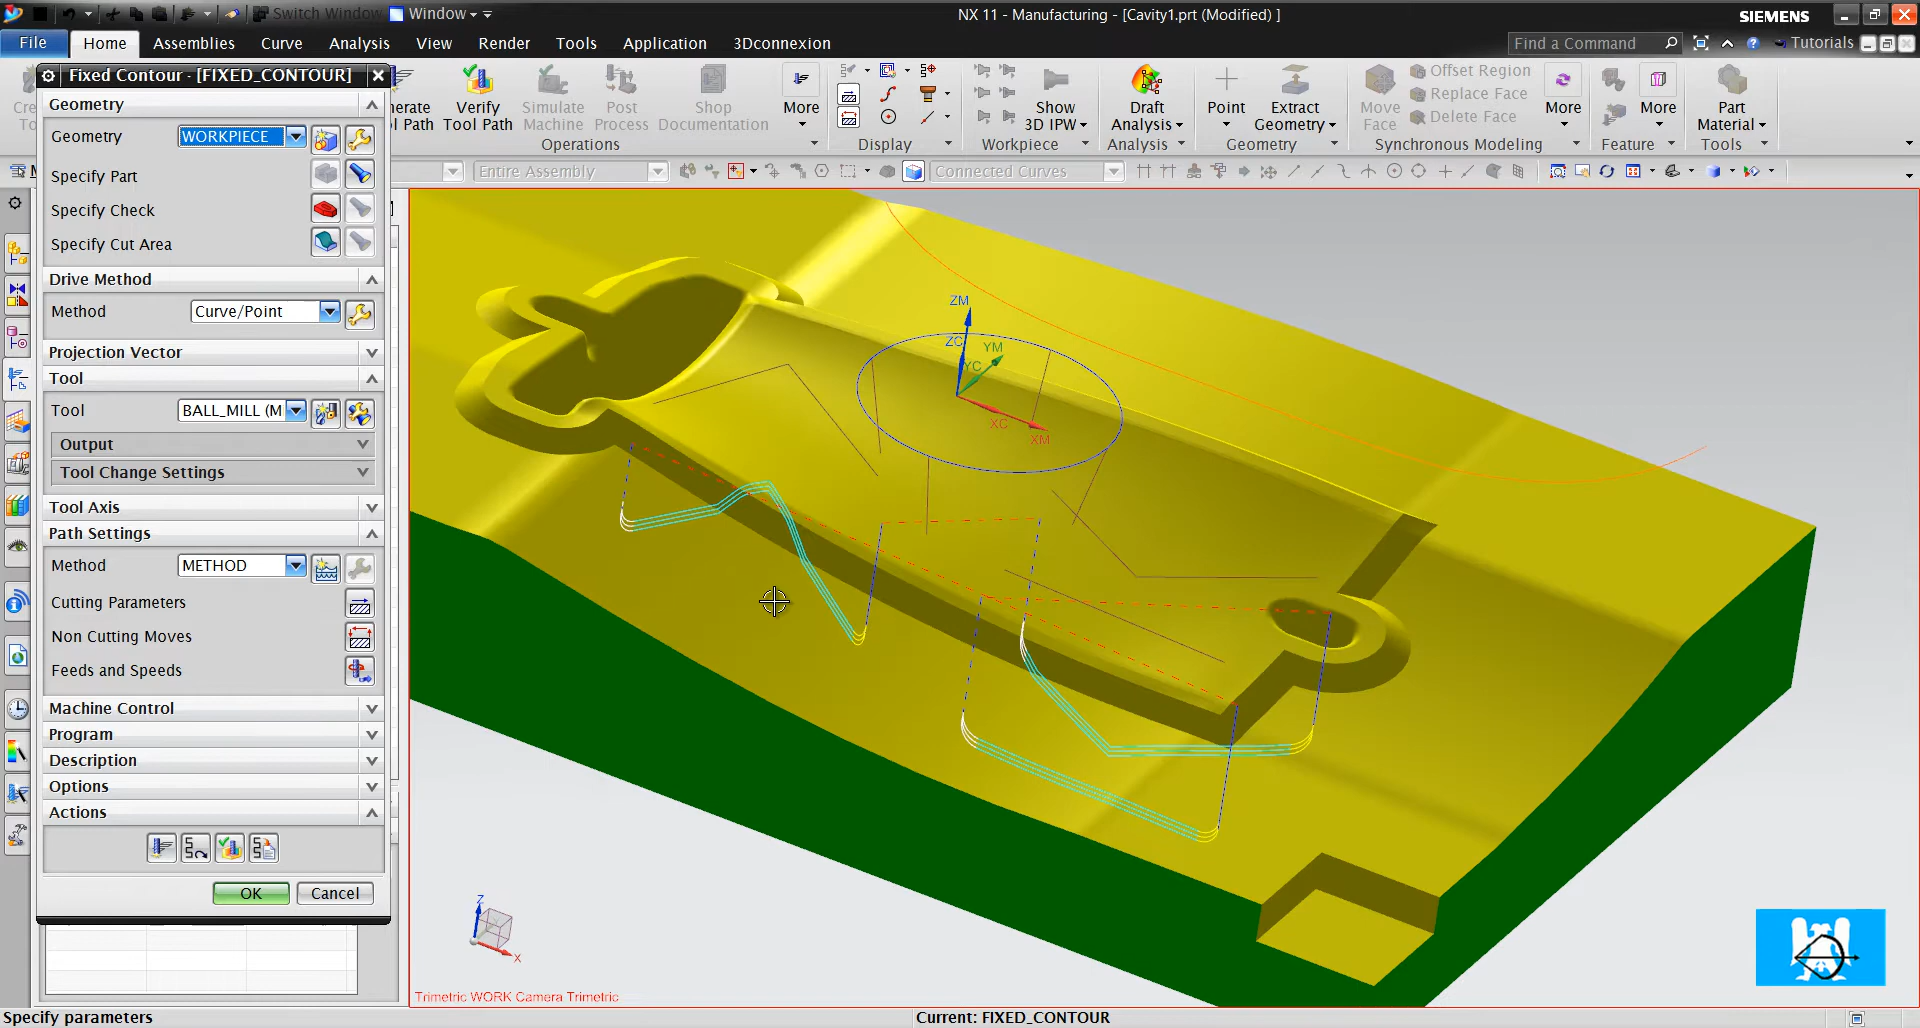 Switch Window Window
NX 11 - Manufacturing - [Cavity1.prt (Modified) ]
SIEMENS
File Home Assemblies Curve Analysis View Render Tools Application 3Dconnexion
Find a Command
Tutorials
Fixed Contour - [FIXED_CONTOUR]
Verify Tool Path
Simulate Machine
Post Process
Shop Documentation
More
Show 3D IPW
Draft Analysis
Point
Extract Geometry
Move Face
Offset Region
Replace Face
Delete Face
More
More
Part Material
Operations Display Workpiece Analysis Geometry Synchronous Modeling Feature Tools
Entire Assembly
Connected Curves
Geometry
Geometry WORKPIECE
Specify Part
Specify Check
Specify Cut Area
Drive Method
Method Curve/Point
Projection Vector
Tool
Tool BALL_MILL (M
Output
Tool Change Settings
Tool Axis
Path Settings
Method METHOD
Cutting Parameters
Non Cutting Moves
Feeds and Speeds
Machine Control
Program
Description
Options
Actions
OK Cancel
ZM
ZC
YM
YC
XC
XM
Z
X
Trimetric WORK Camera Trimetric
Specify parameters
Current: FIXED_CONTOUR